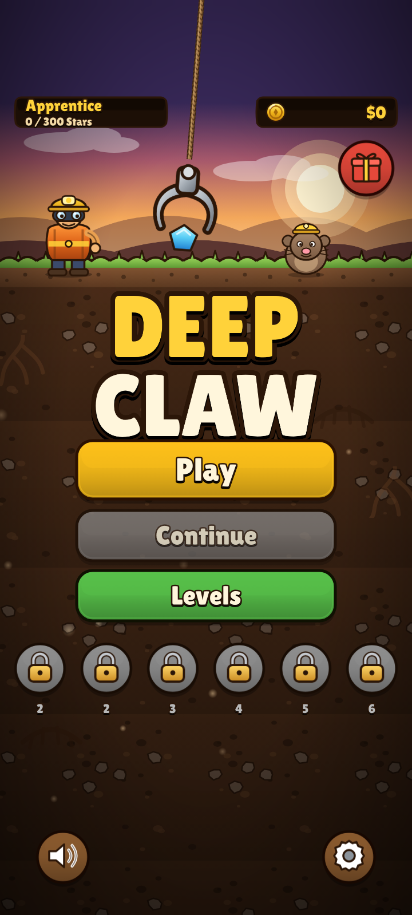 Apprentice
0 / 300 Stars
$0
DEEP
CLAW
Play
Continue
Levels
2
2
3
4
5
6